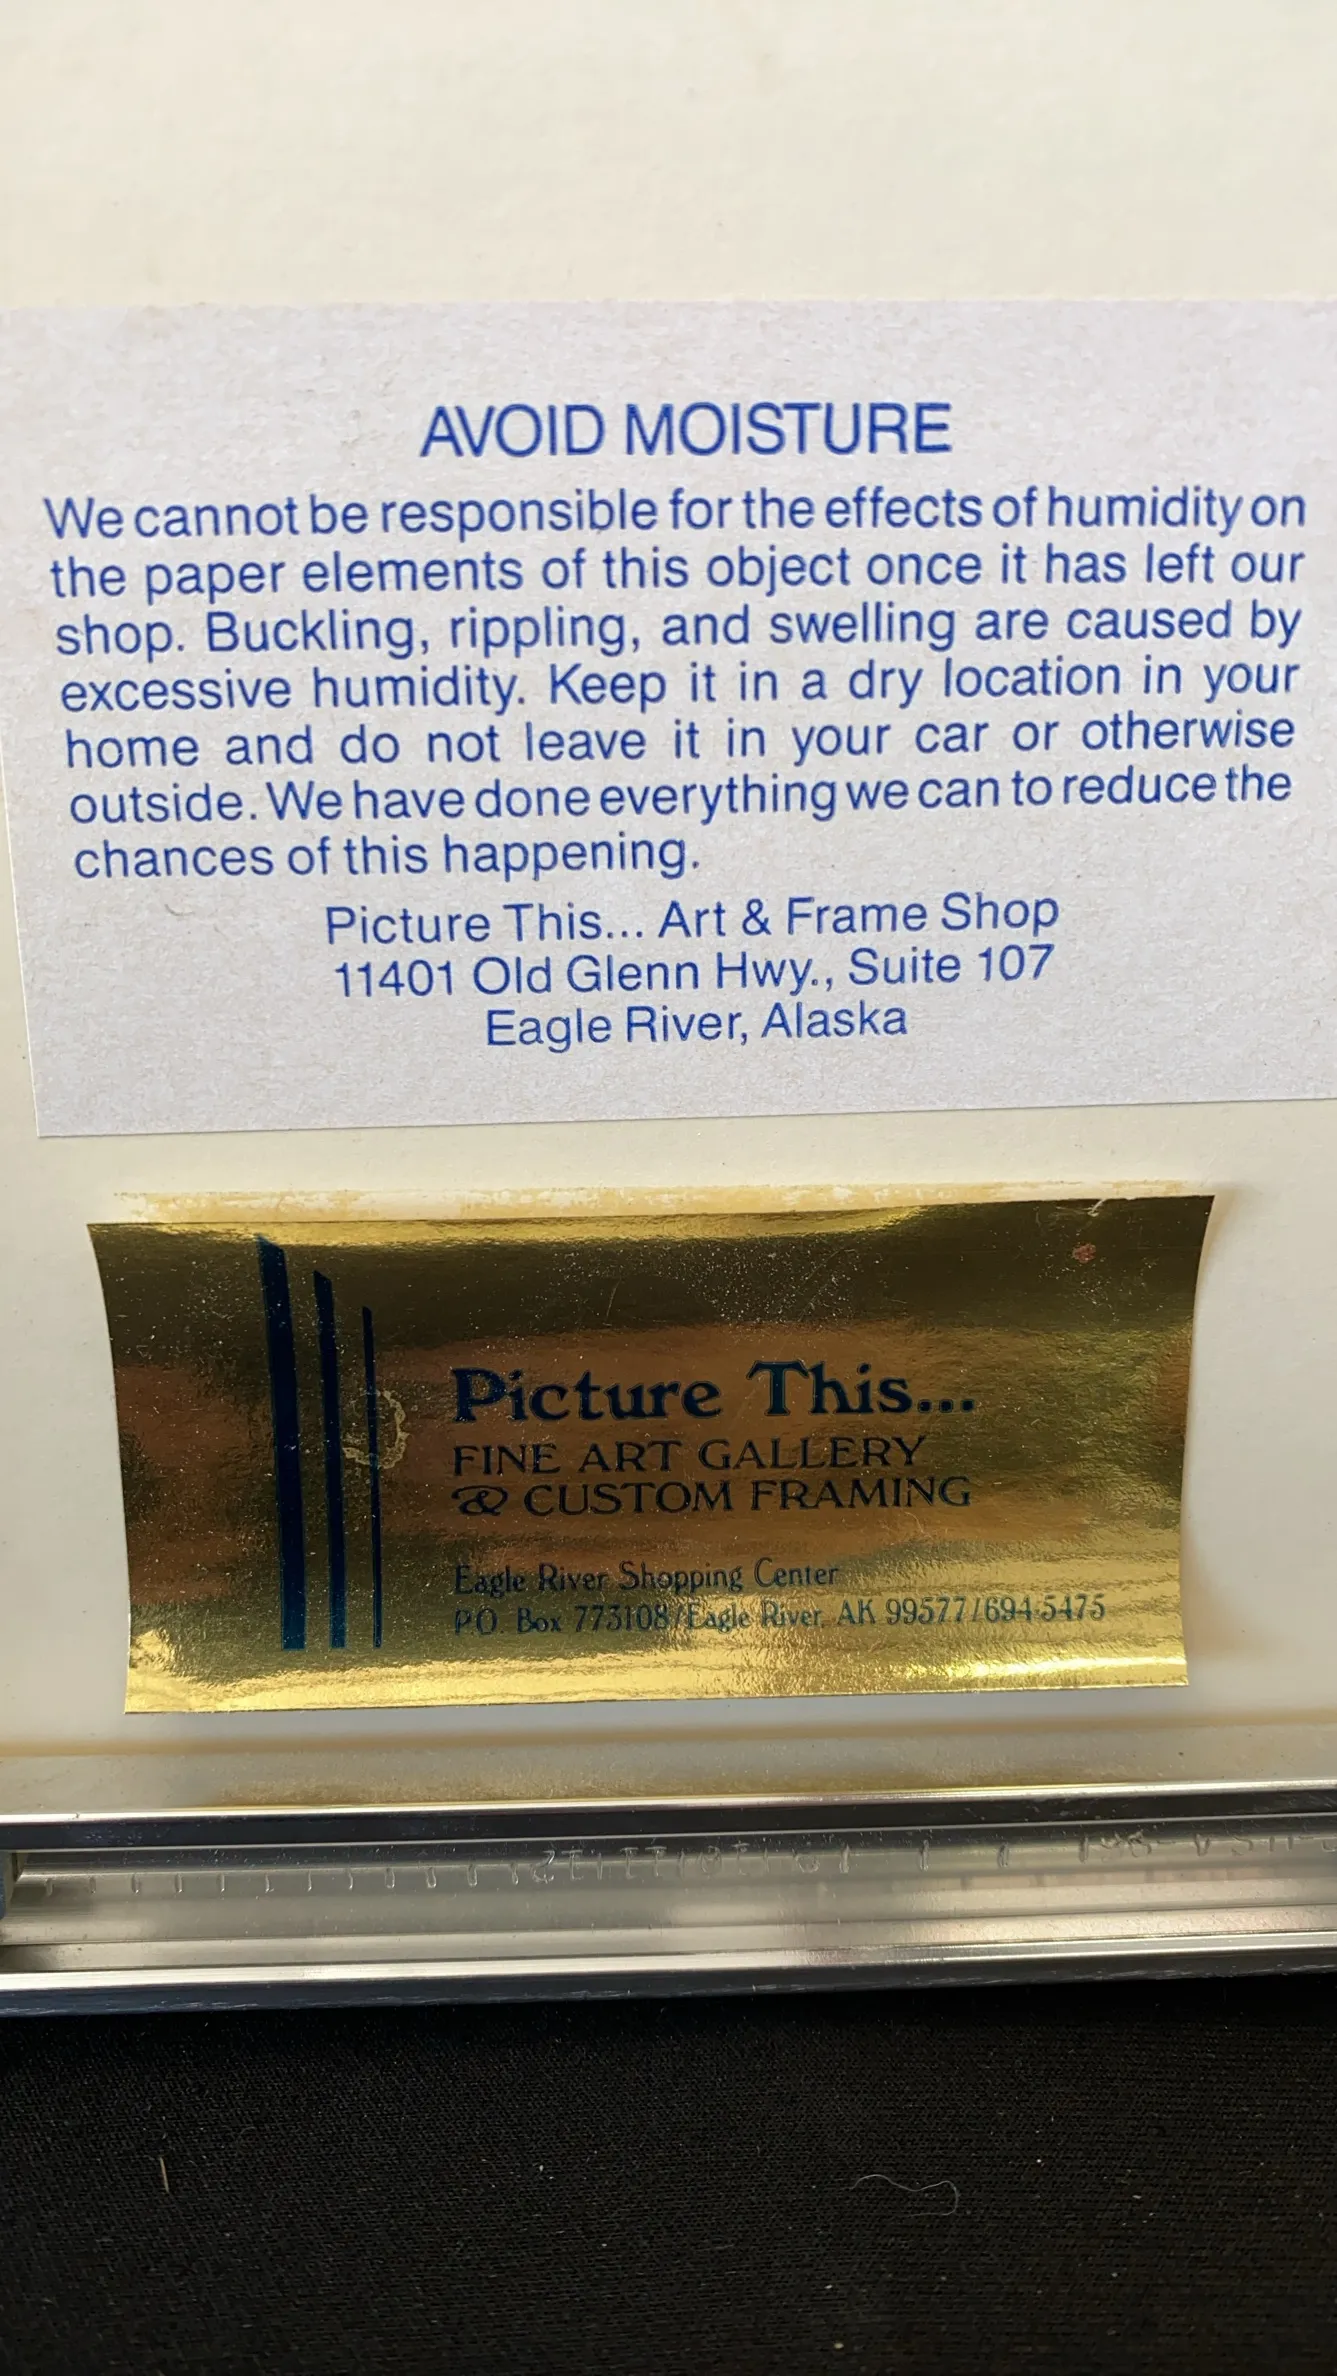 AVOID MOISTURE
We cannot be responsible for the effects of humidity on
the paper elements of this object once it has left our
shop. Buckling, rippling, and swelling are caused by
excessive humidity. Keep it in a dry location in your
home and do not leave it in your car or otherwise
outside. We have done everything we can to reduce the
chances of this happening.
Picture This... Art & Frame Shop
11401 Old Glenn Hwy., Suite 107
Eagle River, Alaska
Picture This...
FINE ART GALLERY
& CUSTOM FRAMING
Eagle River Shopping Center
P.O. Box 773108/Eagle River, AK 99577/694-5475